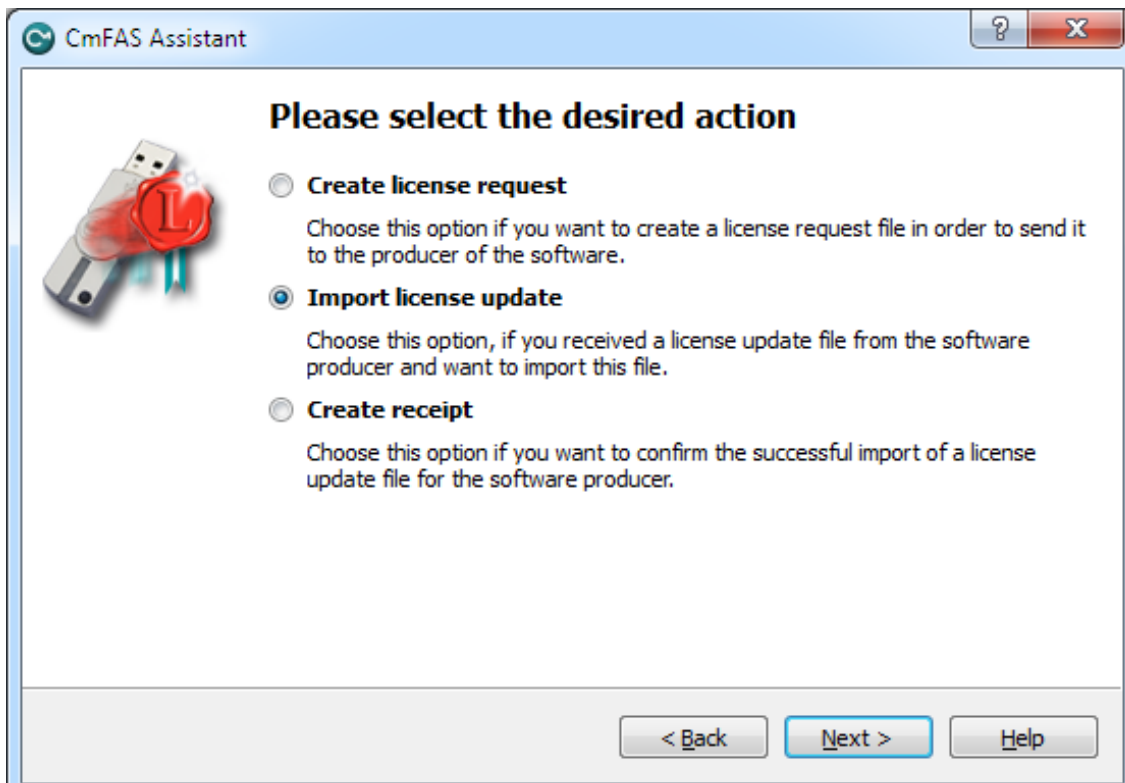 CmFAS Assistant
Please select the desired action
Create license request
Choose this option if you want to create a license request file in order to send it
to the producer of the software.
Import license update
Choose this option, if you received a license update file from the software
producer and want to import this file.
Create receipt
Choose this option if you want to confirm the successful import of a license
update file for the software producer.
L
< Back
Next >
Help